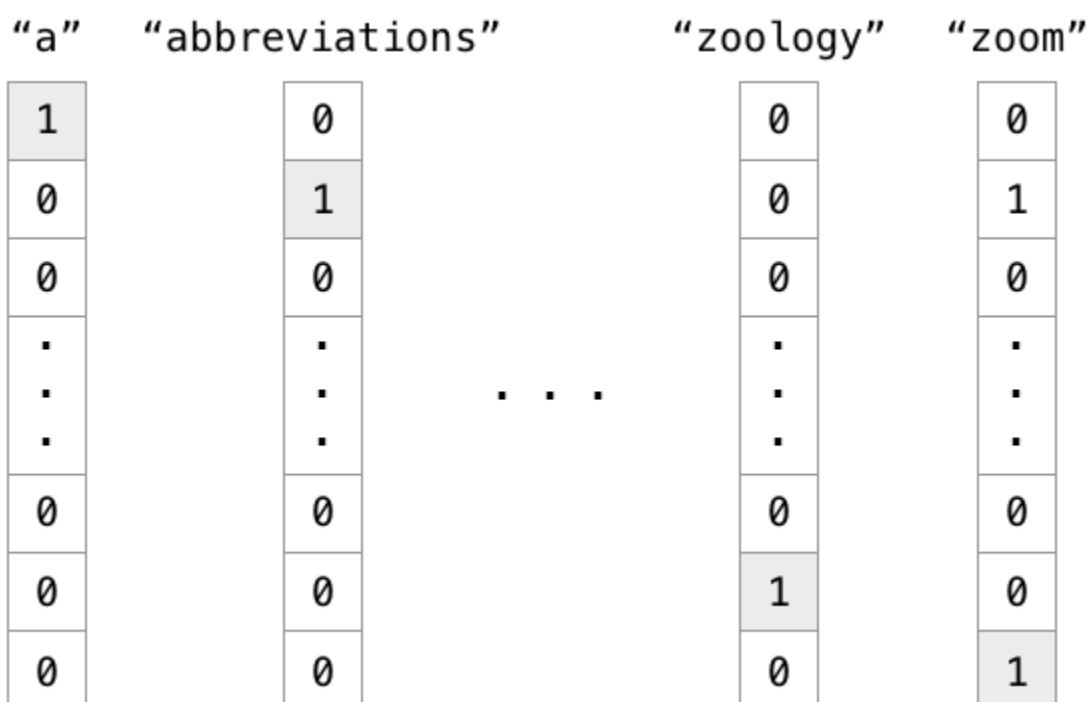 “a” “abbreviations” “zoology” “zoom”
1 0 0 0
0 1 0 1
0 0 0 0
. . . .
. . . . . . .
. . . .
0 0 0 0
0 0 1 0
0 0 0 1